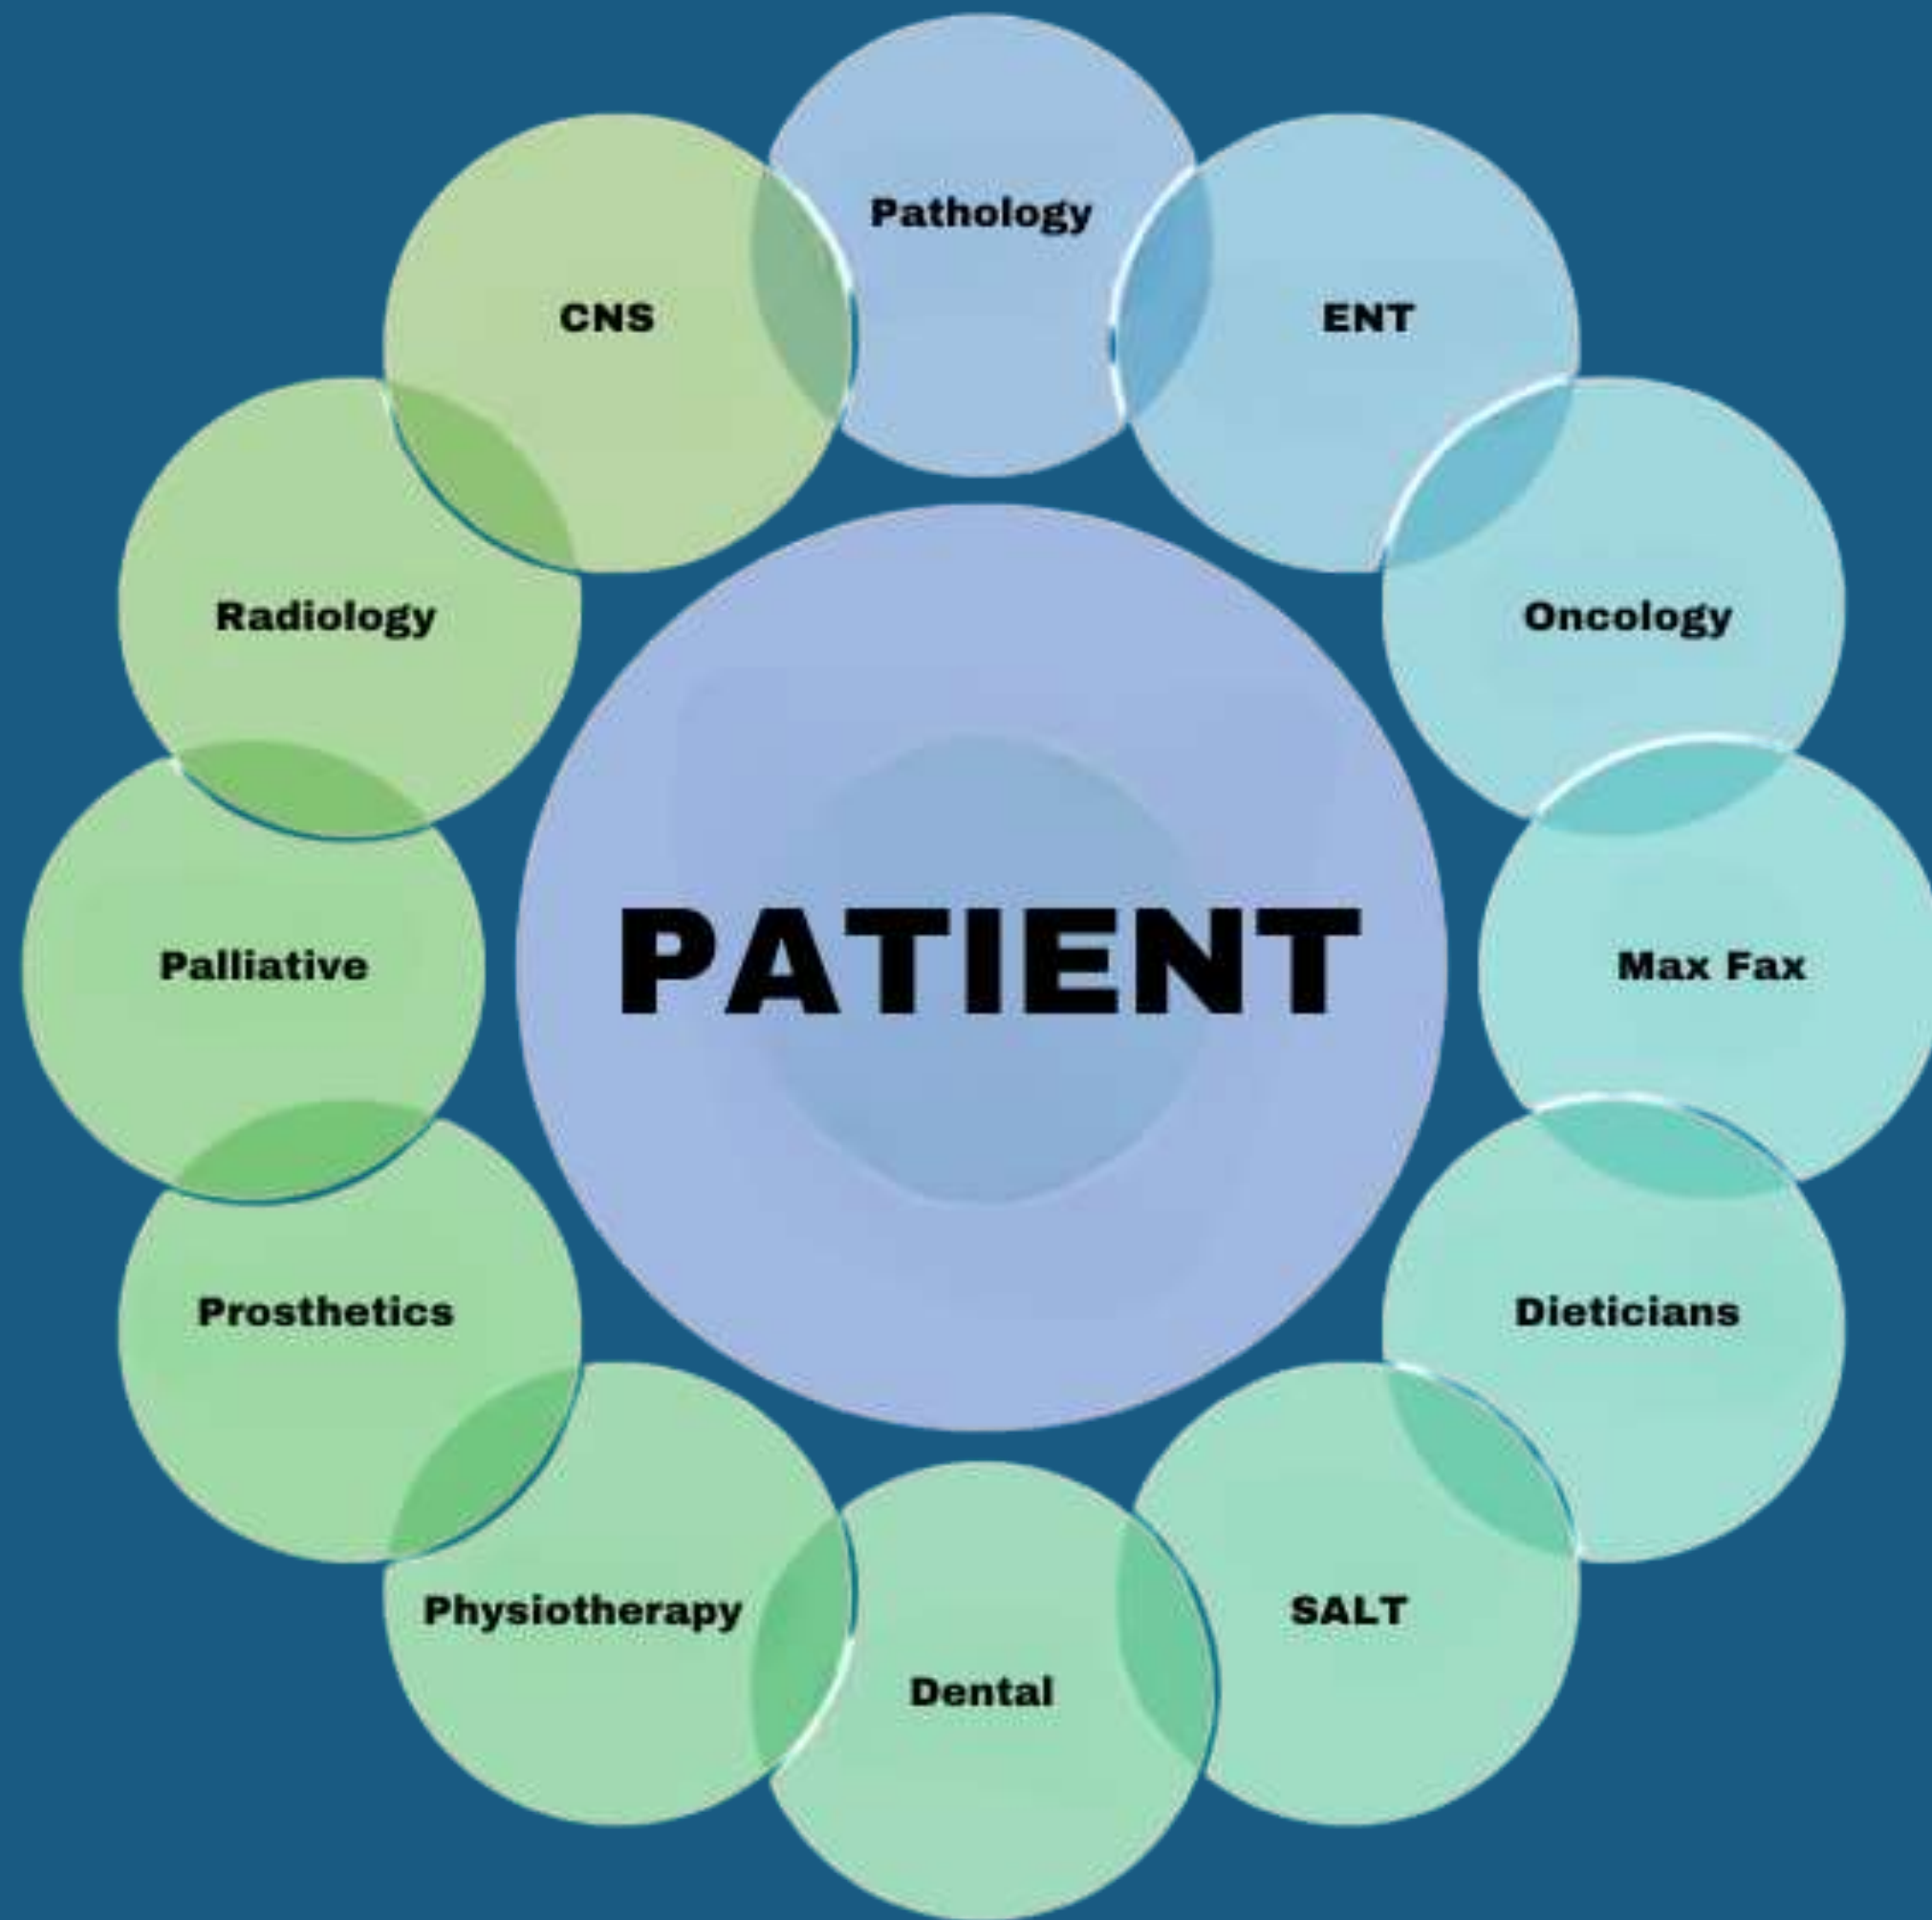 Pathology
CNS
ENT
Radiology
Oncology
PATIENT
Palliative
Max Fax
Prosthetics
Dieticians
Physiotherapy
SALT
Dental